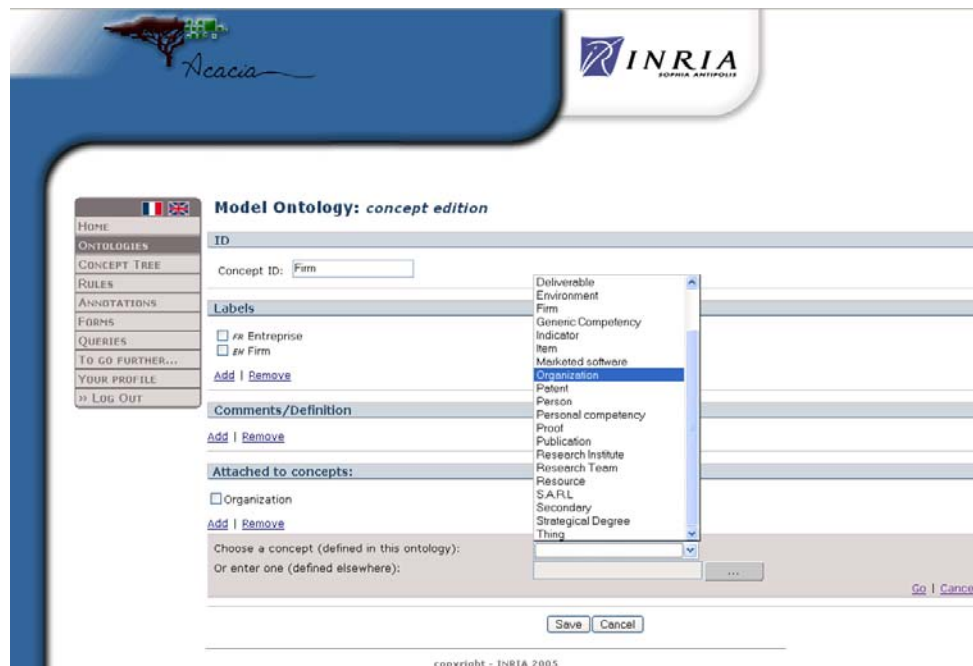 Acacia
INRIA
SOPHIA ANTIPOLIS
Model Ontology: concept edition
HOME
ONTOLOGIES
CONCEPT TREE
RULES
ANNOTATIONS
FORMS
QUERIES
TO GO FURTHER...
YOUR PROFILE
» LOG OUT
ID
Concept ID: Firm
Labels
FR Entreprise
EN Firm
Add | Remove
Comments/Definition
Add | Remove
Attached to concepts:
Organization
Add | Remove
Deliverable
Environment
Firm
Generic Competency
Indicator
Item
Marketed software
Organization
Patent
Person
Personal competency
Proof
Publication
Research Institute
Research Team
Resource
S.A.R.L
Secondary
Strategical Degree
Thing
Choose a concept (defined in this ontology):
Or enter one (defined elsewhere):
...
Go | Cance
Save Cancel
copyright - INRIA 2005